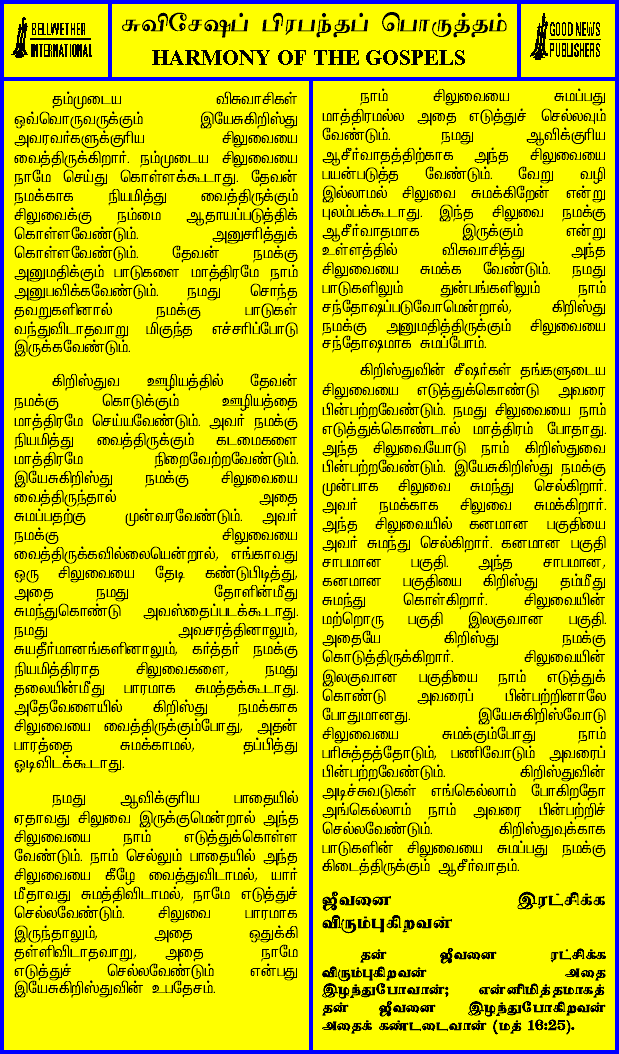 BELLWETHER
INTERNATIONAL
சுவிசேஷப் பிரபந்தப் பொருத்தம்
HARMONY OF THE GOSPELS
GOOD NEWS
PUBLISHERS
தம்முடைய விசுவாசிகள்
ஒவ்வொருவருக்கும் இயேசுகிறிஸ்து
அவரவர்களுக்குரிய சிலுவையை
வைத்திருக்கிறார். நம்முடைய சிலுவையை
நாமே செய்து கொள்ளக்கூடாது. தேவன்
நமக்காக நியமித்து வைத்திருக்கும்
சிலுவைக்கு நம்மை ஆதாயப்படுத்திக்
கொள்ளவேண்டும். அனுசரித்துக்
கொள்ளவேண்டும். தேவன் நமக்கு
அனுமதிக்கும் பாடுகளை மாத்திரமே நாம்
அனுபவிக்கவேண்டும். நமது சொந்த
தவறுகளினால் நமக்கு பாடுகள்
வந்துவிடாதவாறு மிகுந்த எச்சரிப்போடு
இருக்கவேண்டும்.
கிறிஸ்துவ ஊழியத்தில் தேவன்
நமக்கு கொடுக்கும் ஊழியத்தை
மாத்திரமே செய்யவேண்டும். அவர் நமக்கு
நியமித்து வைத்திருக்கும் கடமைகளை
மாத்திரமே நிறைவேற்றவேண்டும்.
இயேசுகிறிஸ்து நமக்கு சிலுவையை
வைத்திருந்தால் அதை
சுமப்பதற்கு முன்வரவேண்டும். அவர்
நமக்கு சிலுவையை
வைத்திருக்கவில்லையென்றால், எங்காவது
ஒரு சிலுவையை தேடி கண்டுபிடித்து,
அதை நமது தோளின்மீது
சுமந்துகொண்டு அவஸ்தைப்படக்கூடாது.
நமது அவசரத்தினாலும்,
சுயதீர்மானங்களினாலும், கர்த்தர் நமக்கு
நியமித்திராத சிலுவைகளை, நமது
தலையின்மீது பாரமாக சுமத்தக்கூடாது.
அதேவேளையில் கிறிஸ்து நமக்காக
சிலுவையை வைத்திருக்கும்போது, அதன்
பாரத்தை சுமக்காமல், தப்பித்து
ஓடிவிடக்கூடாது.
நமது ஆவிக்குரிய பாதையில்
ஏதாவது சிலுவை இருக்குமென்றால் அந்த
சிலுவையை நாம் எடுத்துக்கொள்ள
வேண்டும். நாம் செல்லும் பாதையில் அந்த
சிலுவையை கீழே வைத்துவிடாமல், யார்
மீதாவது சுமத்திவிடாமல், நாமே எடுத்துச்
செல்லவேண்டும். சிலுவை பாரமாக
இருந்தாலும், அதை ஒதுக்கி
தள்ளிவிடாதவாறு, அதை நாமே
எடுத்துச் செல்லவேண்டும் என்பது
இயேசுகிறிஸ்துவின் உபதேசம்.
நாம் சிலுவையை சுமப்பது
மாத்திரமல்ல அதை எடுத்துச் செல்லவும்
வேண்டும். நமது ஆவிக்குரிய
ஆசீர்வாதத்திற்காக அந்த சிலுவையை
பயன்படுத்த வேண்டும். வேறு வழி
இல்லாமல் சிலுவை சுமக்கிறேன் என்று
புலம்பக்கூடாது. இந்த சிலுவை நமக்கு
ஆசீர்வாதமாக இருக்கும் என்று
உள்ளத்தில் விசுவாசித்து அந்த
சிலுவையை சுமக்க வேண்டும். நமது
பாடுகளிலும் துன்பங்களிலும் நாம்
சந்தோஷப்படுவோமென்றால், கிறிஸ்து
நமக்கு அனுமதித்திருக்கும் சிலுவையை
சந்தோஷமாக சுமப்போம்.
கிறிஸ்துவின் சீஷர்கள் தங்களுடைய
சிலுவையை எடுத்துக்கொண்டு அவரை
பின்பற்றவேண்டும். நமது சிலுவையை நாம்
எடுத்துக்கொண்டால் மாத்திரம் போதாது.
அந்த சிலுவையோடு நாம் கிறிஸ்துவை
பின்பற்றவேண்டும். இயேசுகிறிஸ்து நமக்கு
முன்பாக சிலுவை சுமந்து செல்கிறார்.
அவர் நமக்காக சிலுவை சுமக்கிறார்.
அந்த சிலுவையில் கனமான பகுதியை
அவர் சுமந்து செல்கிறார். கனமான பகுதி
சாபமான பகுதி. அந்த சாபமான,
கனமான பகுதியை கிறிஸ்து தம்மீது
சுமந்து கொள்கிறார். சிலுவையின்
மற்றொரு பகுதி இலகுவான பகுதி.
அதையே கிறிஸ்து நமக்கு
கொடுத்திருக்கிறார். சிலுவையின்
இலகுவான பகுதியை நாம் எடுத்துக்
கொண்டு அவரைப் பின்பற்றினாலே
போதுமானது. இயேசுகிறிஸ்வோடு
சிலுவையை சுமக்கும்போது நாம்
பரிசுத்தத்தோடும், பணிவோடும் அவரைப்
பின்பற்றவேண்டும். கிறிஸ்துவின்
அடிச்சுவடுகள் எங்கெல்லாம் போகிறதோ
அங்கெல்லாம் நாம் அவரை பின்பற்றிச்
செல்லவேண்டும். கிறிஸ்துவுக்காக
பாடுகளின் சிலுவையை சுமப்பது நமக்கு
கிடைத்திருக்கும் ஆசீர்வாதம்.
ஜீவனை இரட்சிக்க
விரும்புகிறவன்
தன் ஜீவனை ரட்சிக்க
விரும்புகிறவன் அதை
இழந்துபோவான்; என்னிமித்தமாகத்
தன் ஜீவனை இழந்துபோகிறவன்
அதைக் கண்டடைவான் (மத் 16:25).